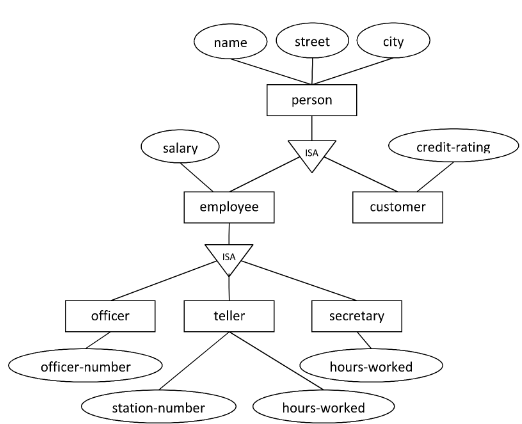 name
street
city
person
salary
ISA
credit-rating
employee
customer
ISA
officer
teller
secretary
officer-number
hours-worked
station-number
hours-worked